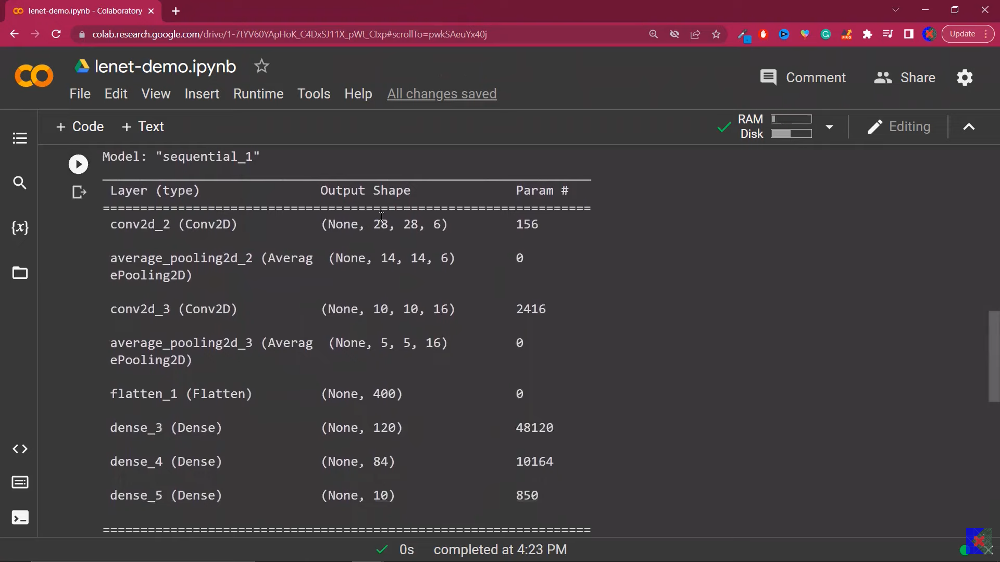 lenet-demo.ipynb - Colaboratory
colab.research.google.com/drive/1-7tYV60YApHoK_C4DxSJ11X_pWt_CIxp#scrollTo=pwkSAeuYx40j
PRO
Update
lenet-demo.ipynb
Comment
Share
File Edit View Insert Runtime Tools Help All changes saved
+ Code + Text
RAM
Disk
Editing
Model: "sequential_1"
Layer (type) Output Shape Param #
=================================================================
conv2d_2 (Conv2D) (None, 28, 28, 6) 156
average_pooling2d_2 (Averag (None, 14, 14, 6) 0
ePooling2D)
conv2d_3 (Conv2D) (None, 10, 10, 16) 2416
average_pooling2d_3 (Averag (None, 5, 5, 16) 0
ePooling2D)
flatten_1 (Flatten) (None, 400) 0
dense_3 (Dense) (None, 120) 48120
dense_4 (Dense) (None, 84) 10164
dense_5 (Dense) (None, 10) 850
=================================================================
0s completed at 4:23 PM